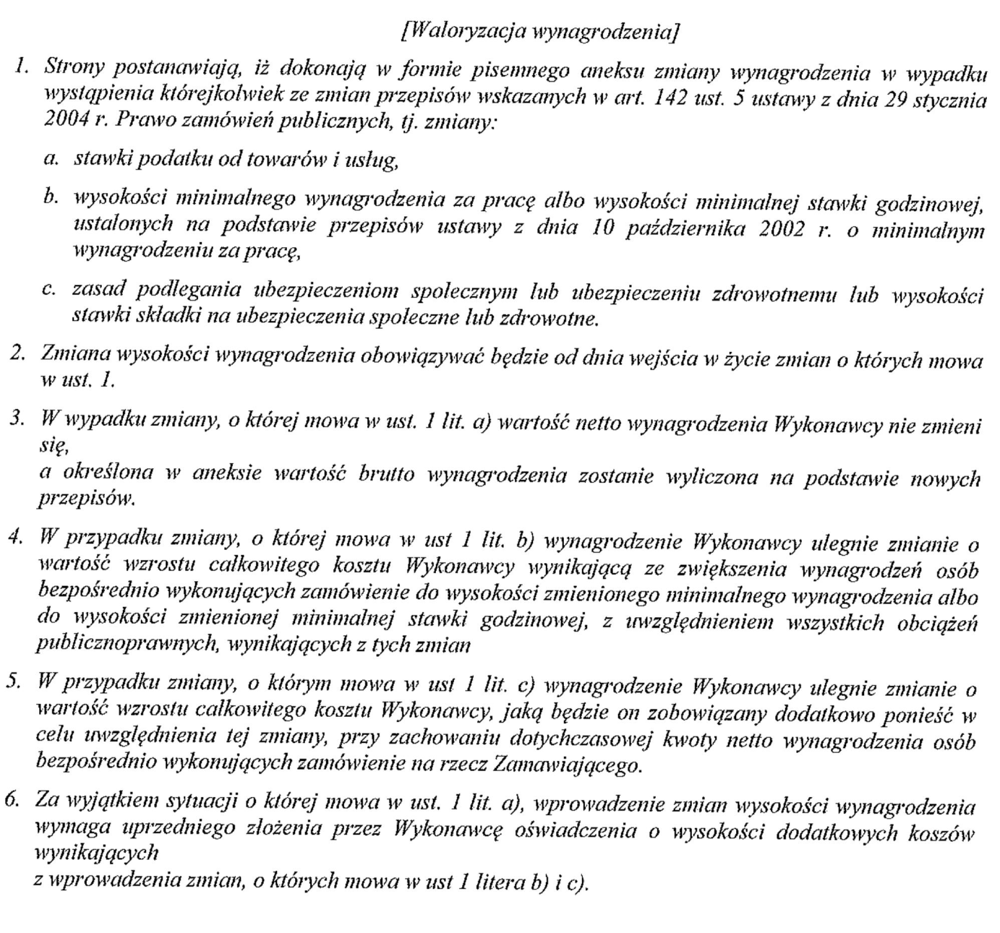 [Waloryzacja wynagrodzenia]
1. Strony postanawiają, iż dokonają w formie pisemnego aneksu zmiany wynagrodzenia w wypadku
wystąpienia którejkolwiek ze zmian przepisów wskazanych w art. 142 ust. 5 ustawy z dnia 29 stycznia
2004 r. Prawo zamówień publicznych, tj. zmiany:
a. stawki podatku od towarów i usług,
b. wysokości minimalnego wynagrodzenia za pracę albo wysokości minimalnej stawki godzinowej,
ustalonych na podstawie przepisów ustawy z dnia 10 października 2002 r. o minimalnym
wynagrodzeniu za pracę,
c. zasad podlegania ubezpieczeniom społecznym lub ubezpieczeniu zdrowotnemu lub wysokości
stawki składki na ubezpieczenia społeczne lub zdrowotne.
2. Zmiana wysokości wynagrodzenia obowiązywać będzie od dnia wejścia w życie zmian o których mowa
w ust. 1.
3. W wypadku zmiany, o której mowa w ust. 1 lit. a) wartość netto wynagrodzenia Wykonawcy nie zmieni
się,
a określona w aneksie wartość brutto wynagrodzenia zostanie wyliczona na podstawie nowych
przepisów.
4. W przypadku zmiany, o której mowa w ust 1 lit. b) wynagrodzenie Wykonawcy ulegnie zmianie o
wartość wzrostu całkowitego kosztu Wykonawcy wynikającą ze zwiększenia wynagrodzeń osób
bezpośrednio wykonujących zamówienie do wysokości zmienionego minimalnego wynagrodzenia albo
do wysokości zmienionej minimalnej stawki godzinowej, z uwzględnieniem wszystkich obciążeń
publicznoprawnych, wynikających z tych zmian
5. W przypadku zmiany, o którym mowa w ust 1 lit. c) wynagrodzenie Wykonawcy ulegnie zmianie o
wartość wzrostu całkowitego kosztu Wykonawcy, jaką będzie on zobowiązany dodatkowo ponieść w
celu uwzględnienia tej zmiany, przy zachowaniu dotychczasowej kwoty netto wynagrodzenia osób
bezpośrednio wykonujących zamówienie na rzecz Zamawiającego.
6. Za wyjątkiem sytuacji o której mowa w ust. 1 lit. a), wprowadzenie zmian wysokości wynagrodzenia
wymaga uprzedniego złożenia przez Wykonawcę oświadczenia o wysokości dodatkowych koszów
wynikających
z wprowadzenia zmian, o których mowa w ust 1 litera b) i c).